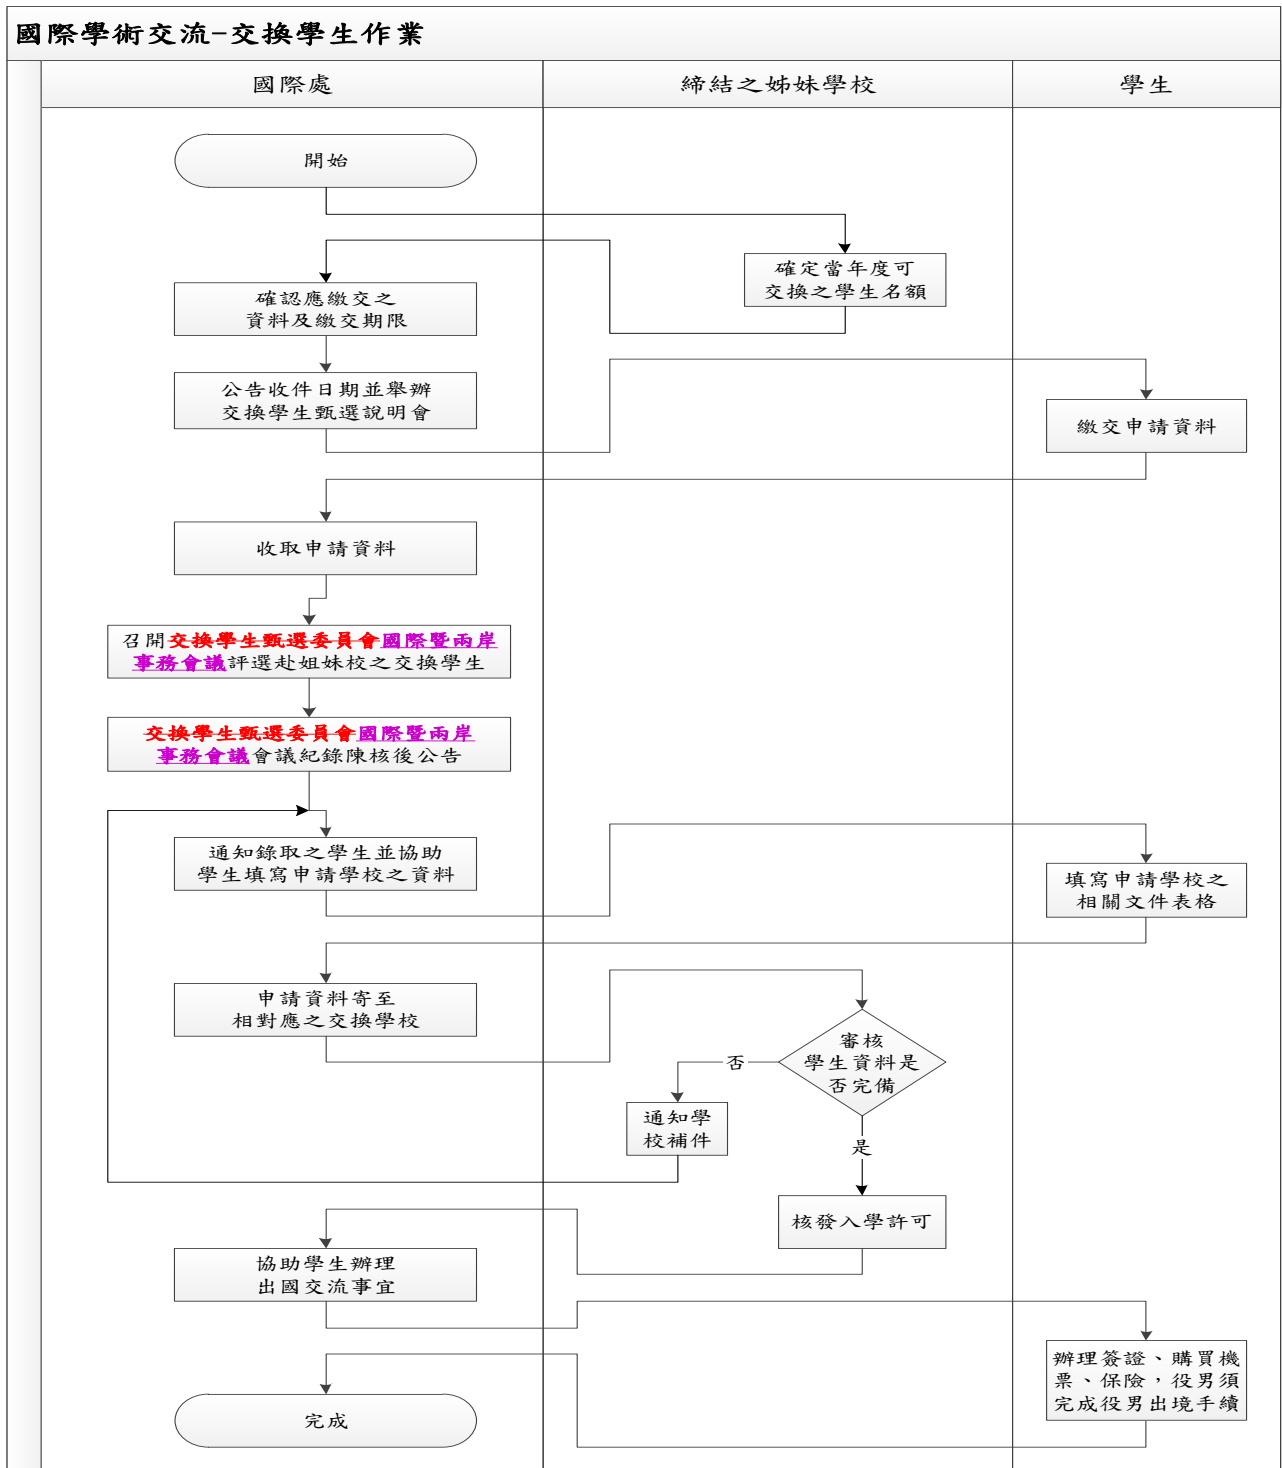 國際學術交流-交換學生作業
國際處
締結之姊妹學校
學生
開始
確定當年度可
交換之學生名額
確認應繳交之
資料及繳交期限
公告收件日期並舉辦
交換學生甄選說明會
繳交申請資料
收取申請資料
召開交換學生甄選委員會國際暨兩岸
事務會議評選赴姐妹校之交換學生
交換學生甄選委員會國際暨兩岸
事務會議會議紀錄陳核後公告
通知錄取之學生並協助
學生填寫申請學校之資料
填寫申請學校之
相關文件表格
申請資料寄至
相對應之交換學校
審核
學生資料是
否完備
否
通知學
校補件
是
核發入學許可
協助學生辦理
出國交流事宜
辦理簽證、購買機
票、保險，役男須
完成役男出境手續
完成